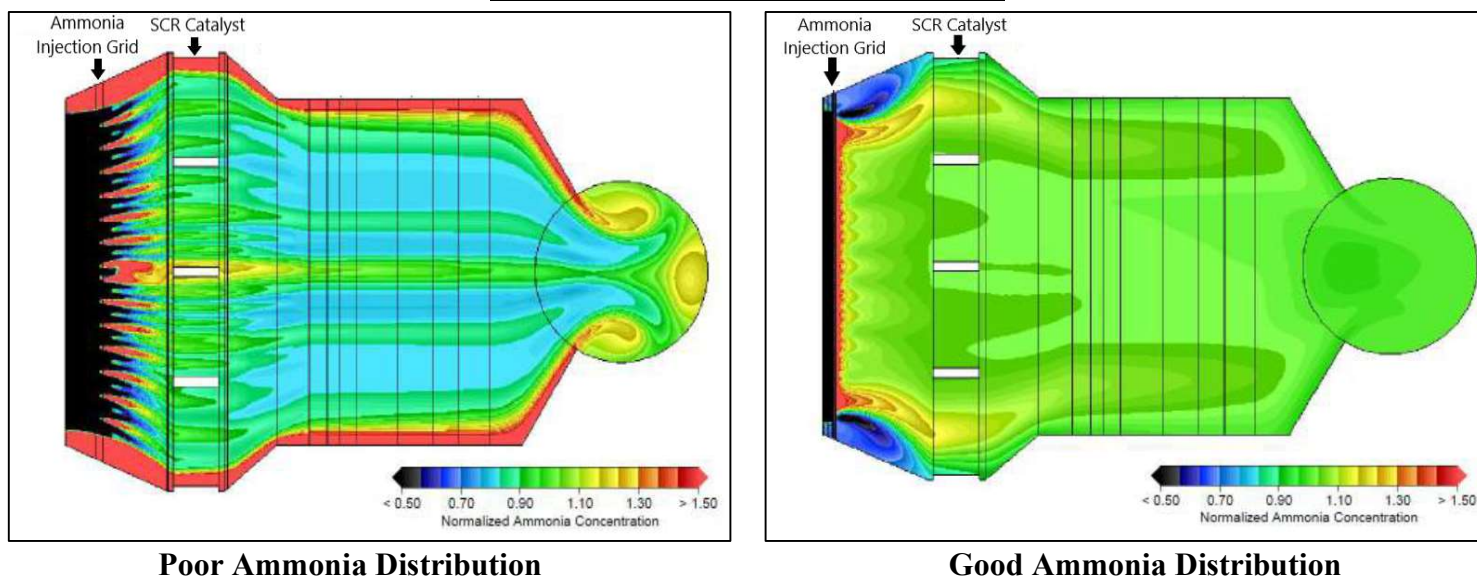 Ammonia
Injection Grid
SCR Catalyst
< 0.50 0.70 0.90 1.10 1.30 > 1.50
Normalized Ammonia Concentration
Poor Ammonia Distribution
Ammonia
Injection Grid
SCR Catalyst
< 0.50 0.70 0.90 1.10 1.30 > 1.50
Normalized Ammonia Concentration
Good Ammonia Distribution